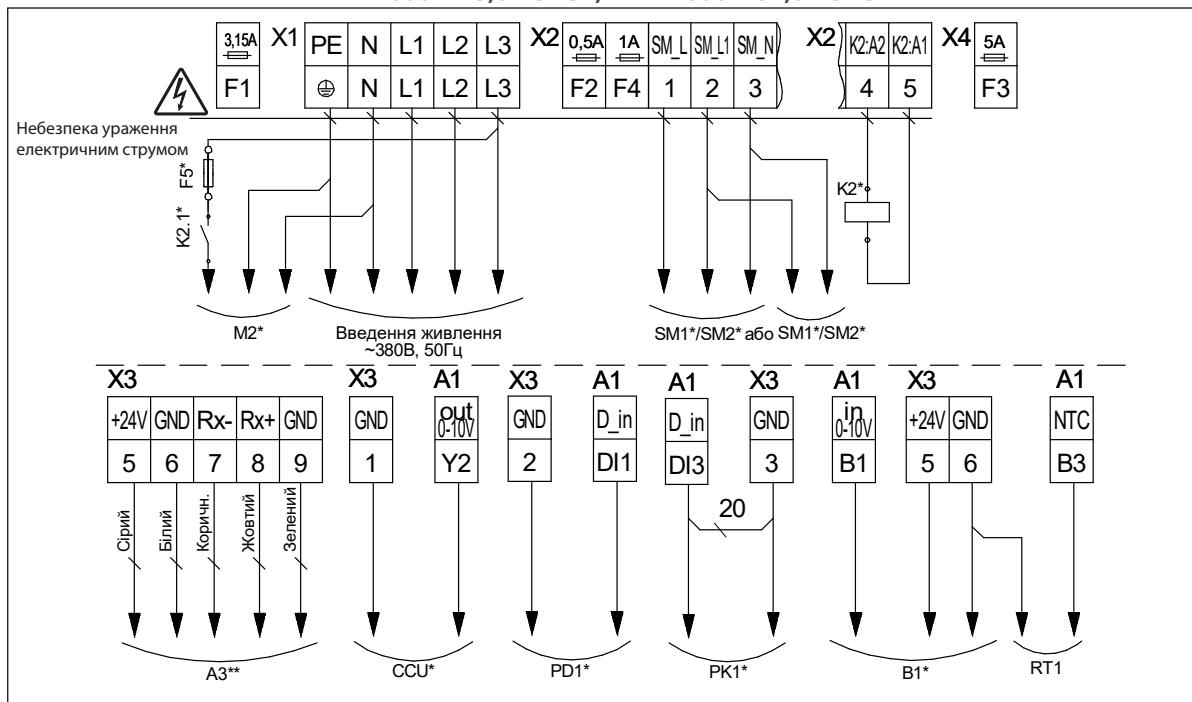 3,15A X1 PE N L1 L2 L3 X2 0,5A 1A SM_L SM_L1 SM_N X2 K2:A2 K2:A1 X4 5A
F1 N L1 L2 L3 F2 F4 1 2 3 4 5 F3
Небезпека ураження
електричним струмом
F5*
K2.1*
K2*
M2*
Введення живлення
~380В, 50Гц
SM1*/SM2* або SM1*/SM2*
X3 X3 A1 X3 A1 A1 X3 A1 X3 A1
+24V GND Rx- Rx+ GND GND out 0-10V GND D_in D_in GND in 0-10V +24V GND NTC
5 6 7 8 9 1 Y2 2 DI1 DI3 3 B1 5 6 B3
Сірий
Білий
Коричн.
Жовтий
Зелений
20
A3** CCU* PD1* PK1* B1* RT1